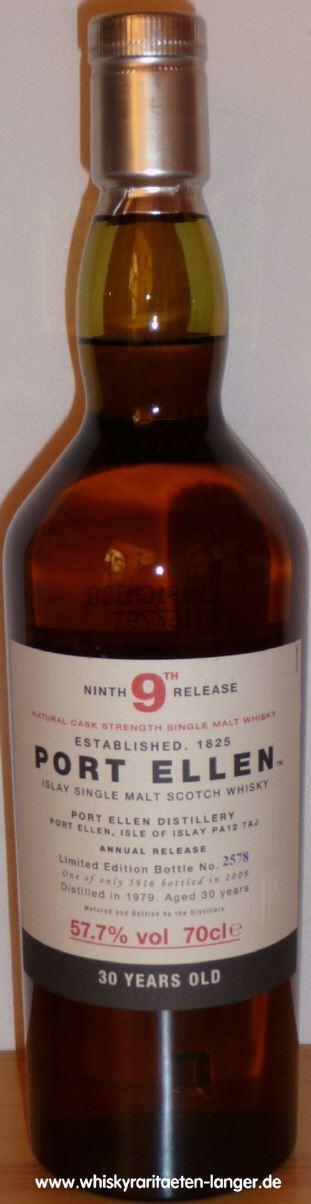 NINTH 9TH RELEASE
NATURAL CASK STRENGTH SINGLE MALT WHISKY
ESTABLISHED. 1825
PORT ELLEN™
ISLAY SINGLE MALT SCOTCH WHISKY
PORT ELLEN DISTILLERY
PORT ELLEN, ISLE OF ISLAY PA12 7AJ
ANNUAL RELEASE
Limited Edition Bottle No. 2578
One of only 5916 bottled in 2009
Distilled in 1979. Aged 30 years
Matured and Bottled by the Distillers
57.7% vol 70cl e
30 YEARS OLD
www.whiskyraritaeten-langer.de